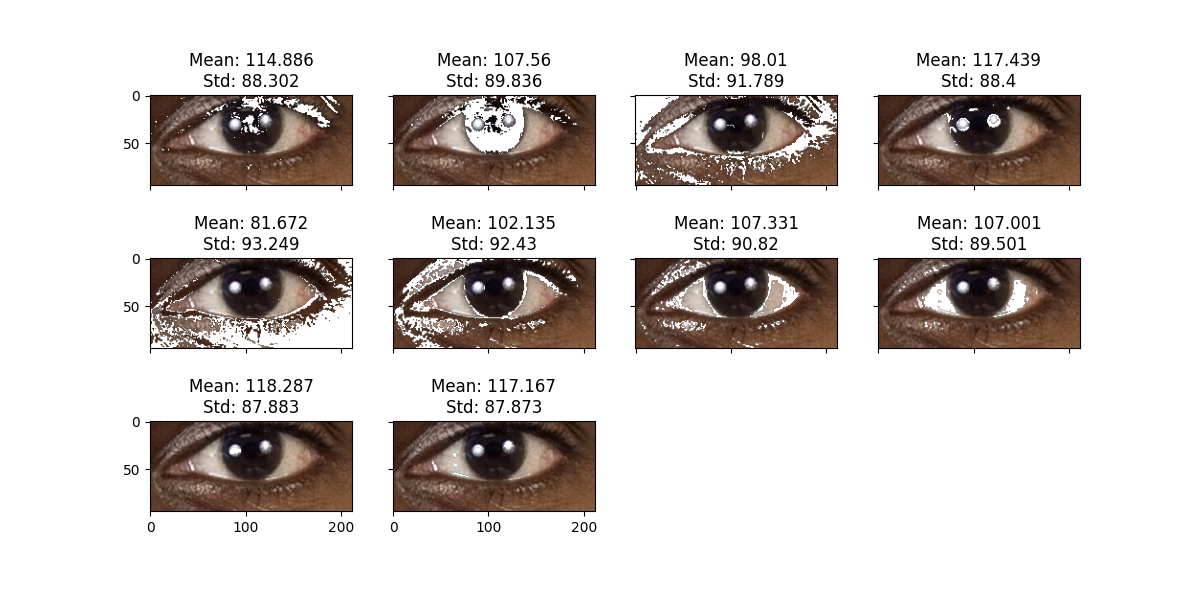 Mean: 114.886
Std: 88.302
Mean: 107.56
Std: 89.836
Mean: 98.01
Std: 91.789
Mean: 117.439
Std: 88.4
0
50
Mean: 81.672
Std: 93.249
Mean: 102.135
Std: 92.43
Mean: 107.331
Std: 90.82
Mean: 107.001
Std: 89.501
0
50
Mean: 118.287
Std: 87.883
Mean: 117.167
Std: 87.873
0
50
0 100 200
0 100 200